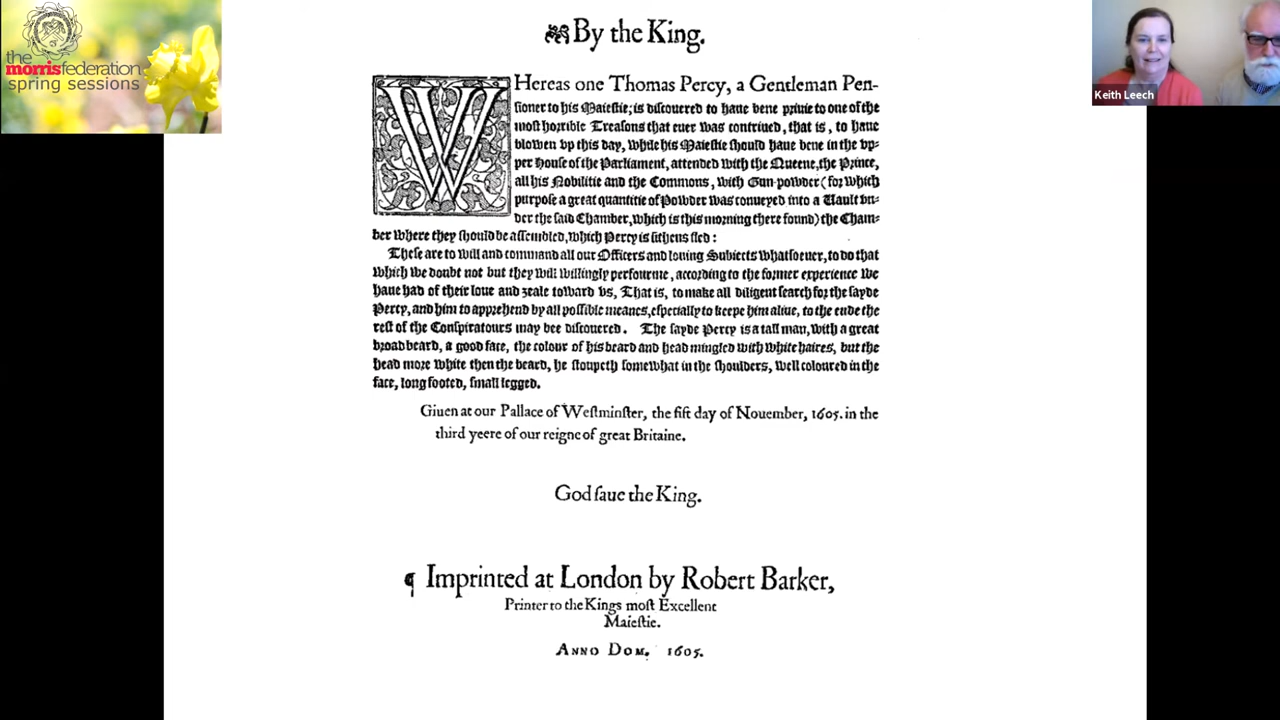 the
morrisfederation
spring sessions
Keith Leech
By the King.
WHereas one Thomas Percy, a Gentleman Pen-
ſioner to his Maieſtie, is diſcouered to haue bene priuie to one of the
moſt horrible Treaſons that euer was contriued, that is, to haue
blowen vp this day, while his Maieſtie ſhould haue bene in the vp-
per Houſe of the Parliament, attended with the Queene, the Prince,
all his Nobilitie and the Commons, with Gun-powder (for which
purpoſe a great quantitie of Powder was conueyed into a Vault vn-
der the ſaid Chamber, which is this morning there found) the Cham-
ber where they ſhould be aſſembled, which Percy is ſithens fled:
Theſe are to will and command all our Officers and louing Subiects whatſoeuer, to do that
which we doubt not but they will willingly perfourme, according to the former experience we
haue had of their loue and zeale toward vs, That is, to make all diligent ſearch for the ſayde
Percy, and him to apprehend by all poſſible meanes, eſpecially to keepe him aliue, to the ende the
reſt of the Conſpiratours may bee diſcouered. The ſayde Percy is a tall man, with a great
broad beard, a good face, the colour of his beard and head mingled with white haires, but the
head more white then the beard, he ſtoupeth ſomewhat in the ſhoulders, well coloured in the
face, long footed, ſmall legged.
Giuen at our Pallace of Weſtminſter, the fift day of Nouember, 1605. in the
third yeere of our reigne of great Britaine.
God ſaue the King.
¶ Imprinted at London by Robert Barker,
Printer to the Kings moſt Excellent
Maieſtie.
ANNO DOM. 1605.